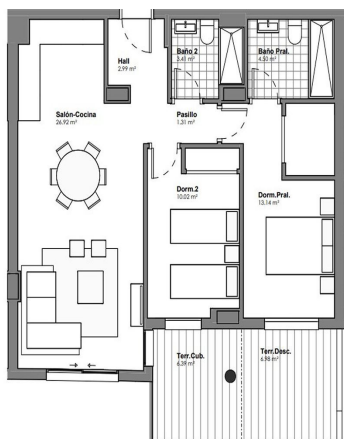 Hall
2.99 m²
Baño 2
3.41 m²
Baño Pral.
4.50 m²
Salón-Cocina
26.92 m²
Pasillo
1.31 m²
Dorm.2
10.02 m²
Dorm.Pral.
13.14 m²
Terr.Cub.
6.39 m²
Terr.Desc.
6.98 m²